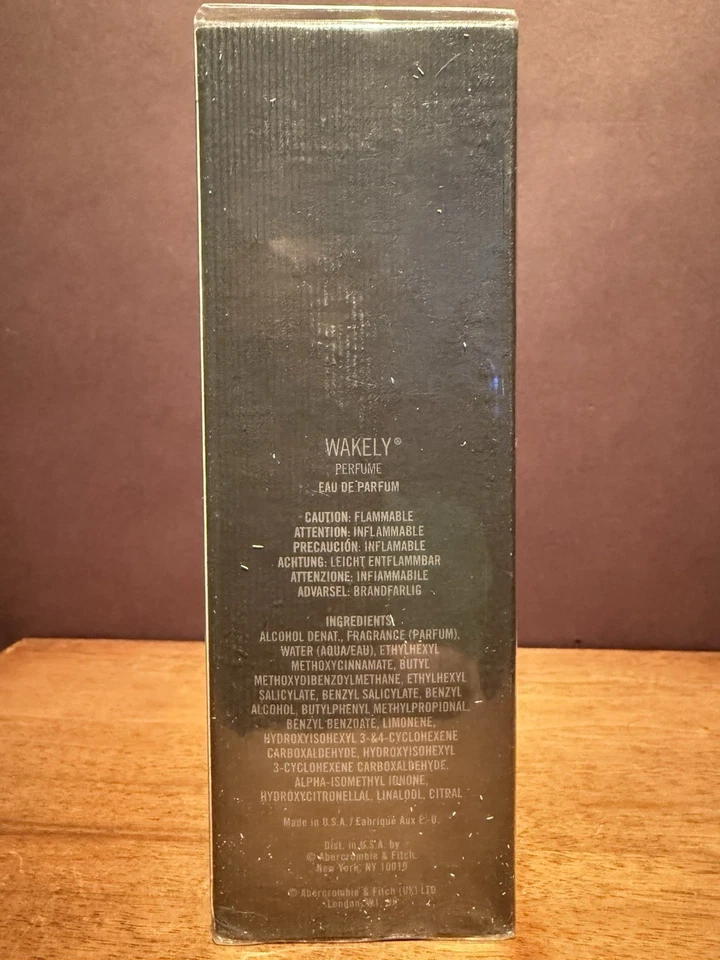 WAKELY®
PERFUME
EAU DE PARFUM
CAUTION: FLAMMABLE
ATTENTION: INFLAMMABLE
PRECAUCIÓN: INFLAMABLE
ACHTUNG: LEICHT ENTFLAMMBAR
ATTENZIONE: INFIAMMABILE
ADVARSEL: BRANDFARLIG
INGREDIENTS
ALCOHOL DENAT., FRAGRANCE (PARFUM),
WATER (AQUA/EAU), ETHYLHEXYL
METHOXYCINNAMATE, BUTYL
METHOXYDIBENZOYLMETHANE, ETHYLHEXYL
SALICYLATE, BENZYL SALICYLATE, BENZYL
ALCOHOL, BUTYLPHENYL METHYLPROPIONAL,
BENZYL BENZOATE, LIMONENE,
HYDROXYISOHEXYL 3-&4-CYCLOHEXENE
CARBOXALDEHYDE, HYDROXYISOHEXYL
3-CYCLOHEXENE CARBOXALDEHYDE,
ALPHA-ISOMETHYL IONONE,
HYDROXYCITRONELLAL, LINALOOL, CITRAL
Made in U.S.A. / Fabriqué Aux É.-U.
Dist. in U.S.A. by
© Abercrombie & Fitch.
New York, NY 10019
© Abercrombie & Fitch (UK) LTD
London,